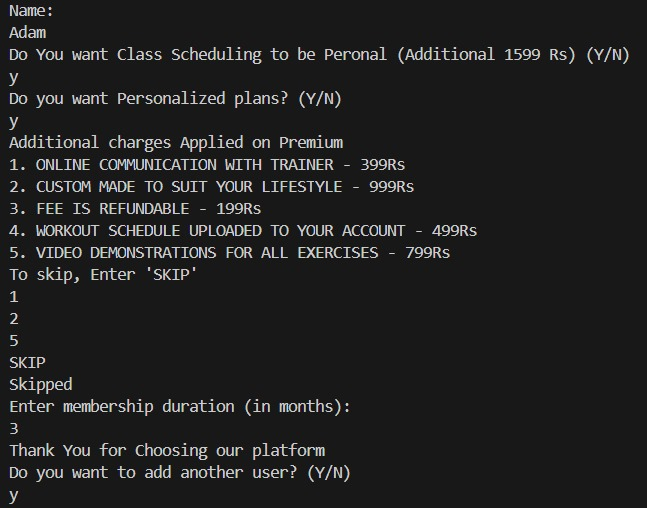 Name:
Adam
Do You want Class Scheduling to be Peronal (Additional 1599 Rs) (Y/N)
y
Do you want Personalized plans? (Y/N)
y
Additional charges Applied on Premium
1. ONLINE COMMUNICATION WITH TRAINER - 399Rs
2. CUSTOM MADE TO SUIT YOUR LIFESTYLE - 999Rs
3. FEE IS REFUNDABLE - 199Rs
4. WORKOUT SCHEDULE UPLOADED TO YOUR ACCOUNT - 499Rs
5. VIDEO DEMONSTRATIONS FOR ALL EXERCISES - 799Rs
To skip, Enter 'SKIP'
1
2
5
SKIP
Skipped
Enter membership duration (in months):
3
Thank You for Choosing our platform
Do you want to add another user? (Y/N)
y